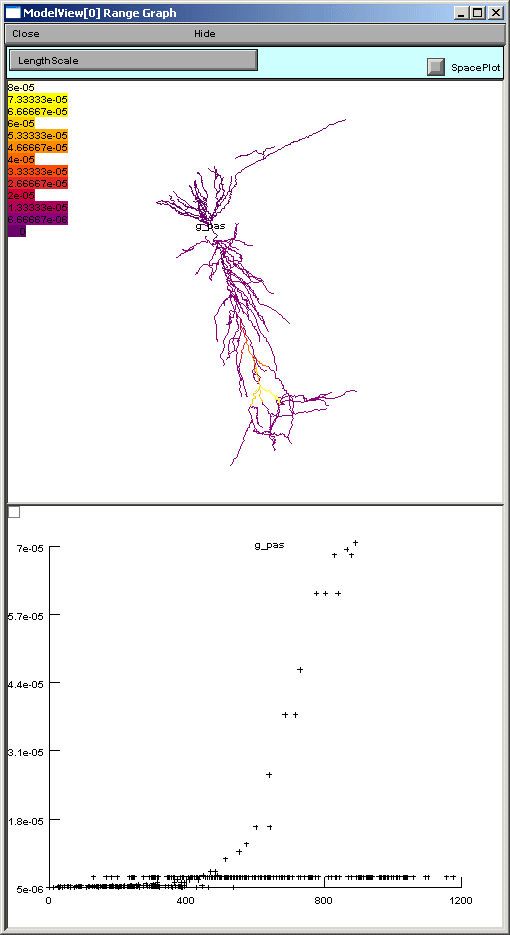 ModelView[0] Range Graph
Close Hide
LengthScale
SpacePlot
8e-05
7.33333e-05
6.66667e-05
6e-05
5.33333e-05
4.66667e-05
4e-05
3.33333e-05
2.66667e-05
2e-05
1.33333e-05
6.66667e-06
0
g_pas
g_pas
7e-05
5.7e-05
4.4e-05
3.1e-05
1.8e-05
5e-06
0 400 800 1200